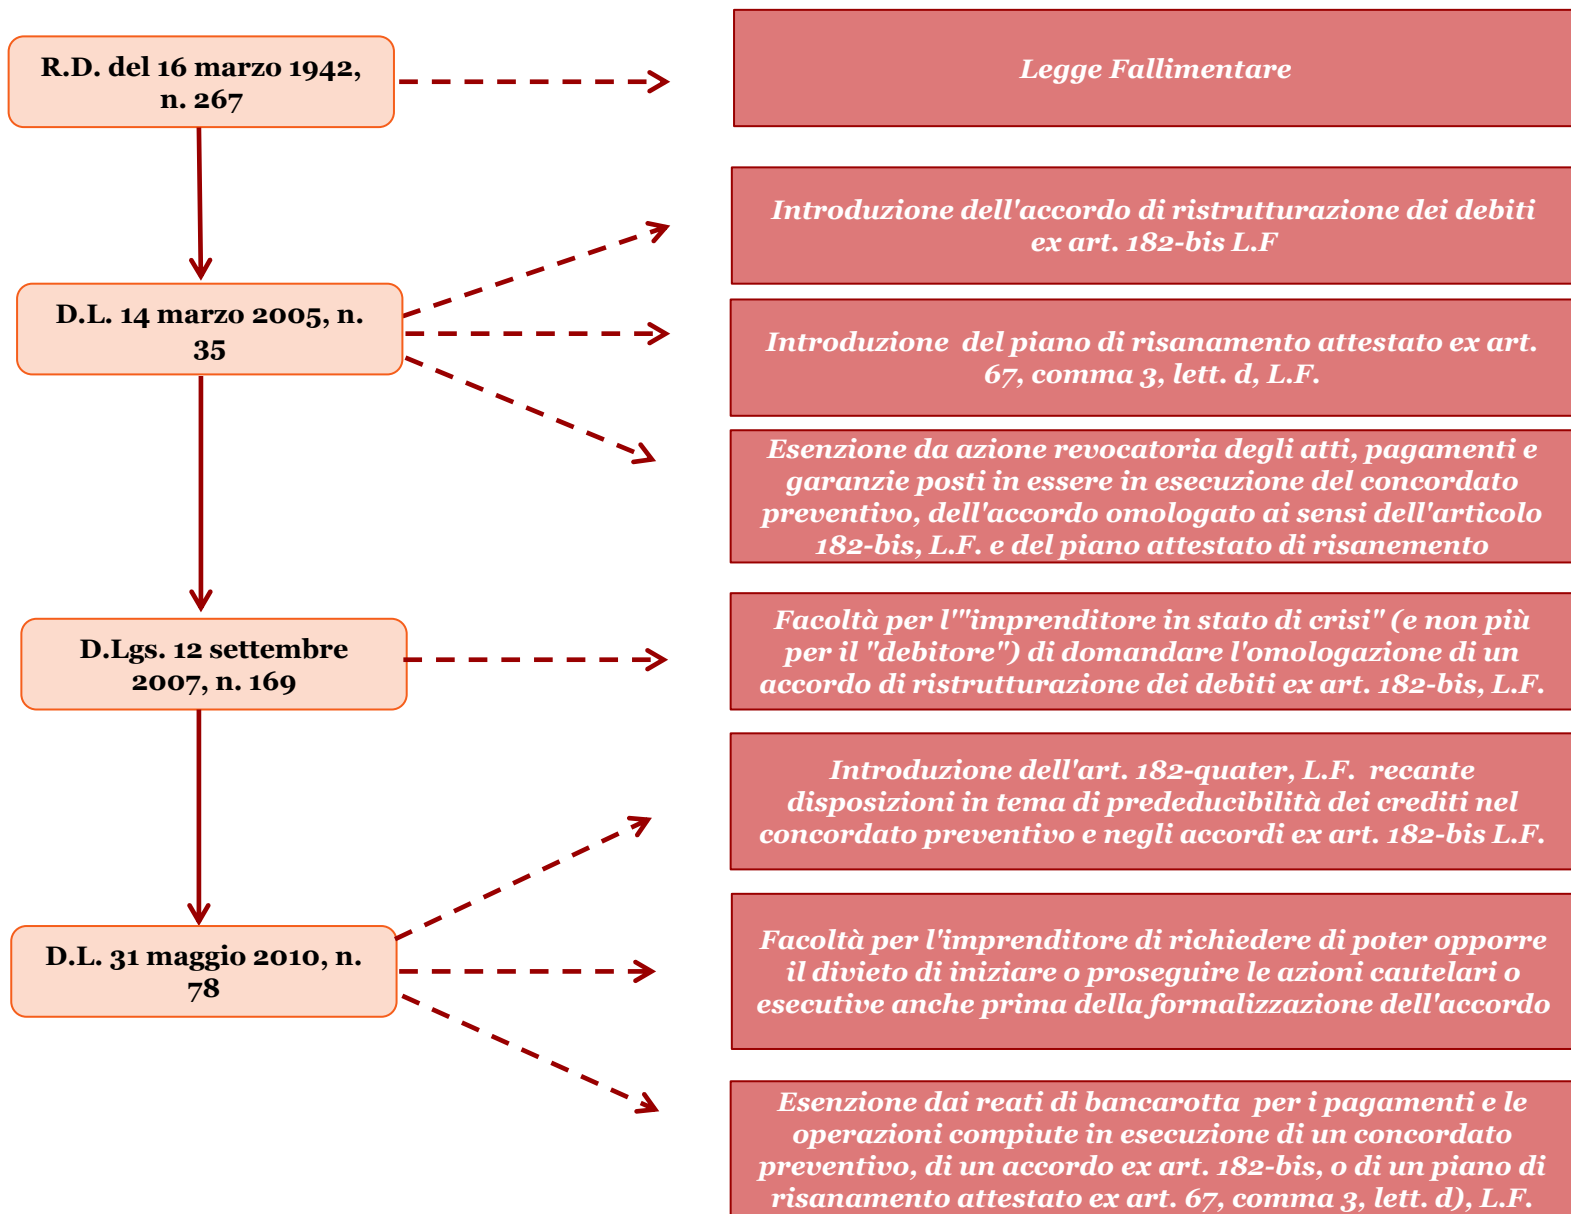 R.D. del 16 marzo 1942,
n. 267
Legge Fallimentare
Introduzione dell'accordo di ristrutturazione dei debiti
ex art. 182-bis L.F
D.L. 14 marzo 2005, n.
35
Introduzione  del piano di risanamento attestato ex art.
67, comma 3, lett. d, L.F.
Esenzione da azione revocatoria degli atti, pagamenti e
garanzie posti in essere in esecuzione del concordato
preventivo, dell'accordo omologato ai sensi dell'articolo
182-bis, L.F. e del piano attestato di risanemento
D.Lgs. 12 settembre
2007, n. 169
Facoltà per l'"imprenditore in stato di crisi" (e non più
per il "debitore") di domandare l'omologazione di un
accordo di ristrutturazione dei debiti ex art. 182-bis, L.F.
Introduzione dell'art. 182-quater, L.F.  recante
disposizioni in tema di prededucibilità dei crediti nel
concordato preventivo e negli accordi ex art. 182-bis L.F.
D.L. 31 maggio 2010, n.
78
Facoltà per l'imprenditore di richiedere di poter opporre
il divieto di iniziare o proseguire le azioni cautelari o
esecutive anche prima della formalizzazione dell'accordo
Esenzione dai reati di bancarotta  per i pagamenti e le
operazioni compiute in esecuzione di un concordato
preventivo, di un accordo ex art. 182-bis, o di un piano di
risanamento attestato ex art. 67, comma 3, lett. d), L.F.